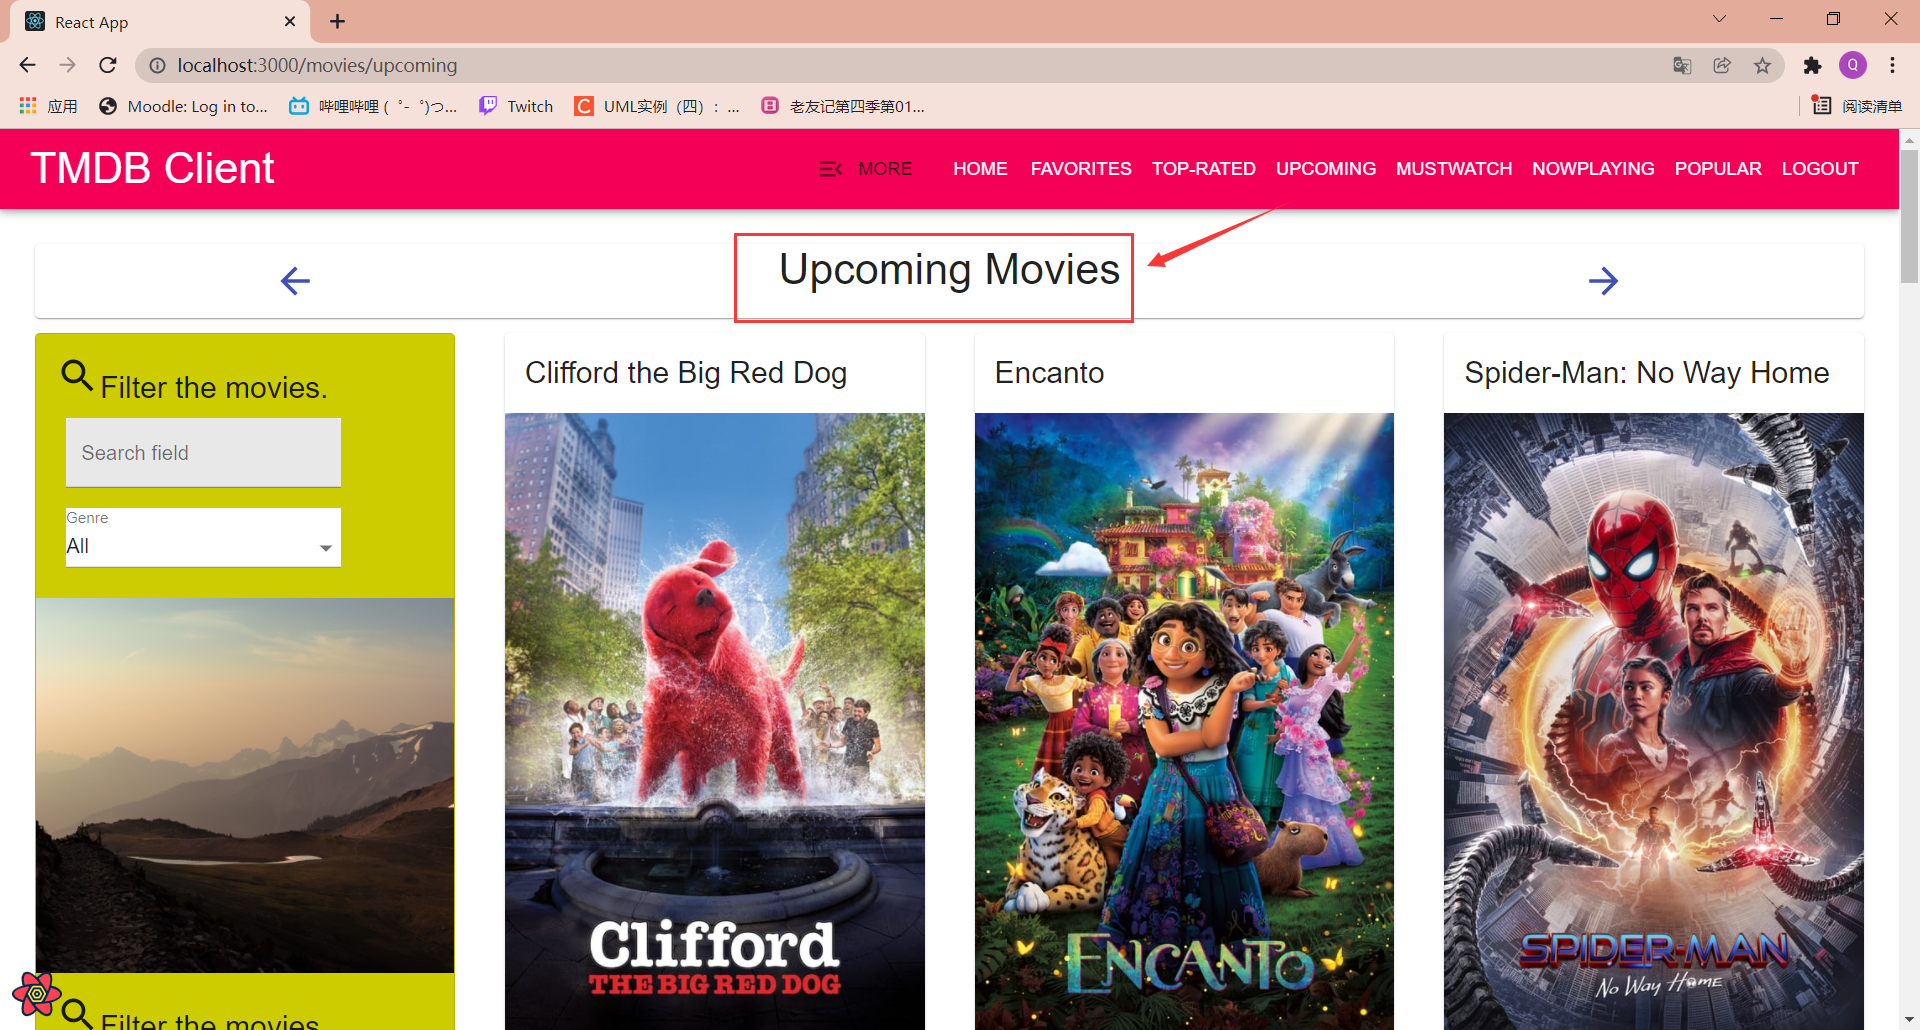 React App
localhost:3000/movies/upcoming
Q
应用
Moodle: Log in to...
哔哩哔哩 (゜-゜)つ...
Twitch
UML实例（四）：...
老友记第四季第01...
阅读清单
TMDB Client
MORE
HOME
FAVORITES
TOP-RATED
UPCOMING
MUSTWATCH
NOWPLAYING
POPULAR
LOGOUT
Upcoming Movies
Filter the movies.
Search field
Genre
All
Clifford the Big Red Dog
Encanto
Spider-Man: No Way Home
Clifford
THE BIG RED DOG
ENCANTO
SPIDER-MAN
No Way Home
Filter the movies.